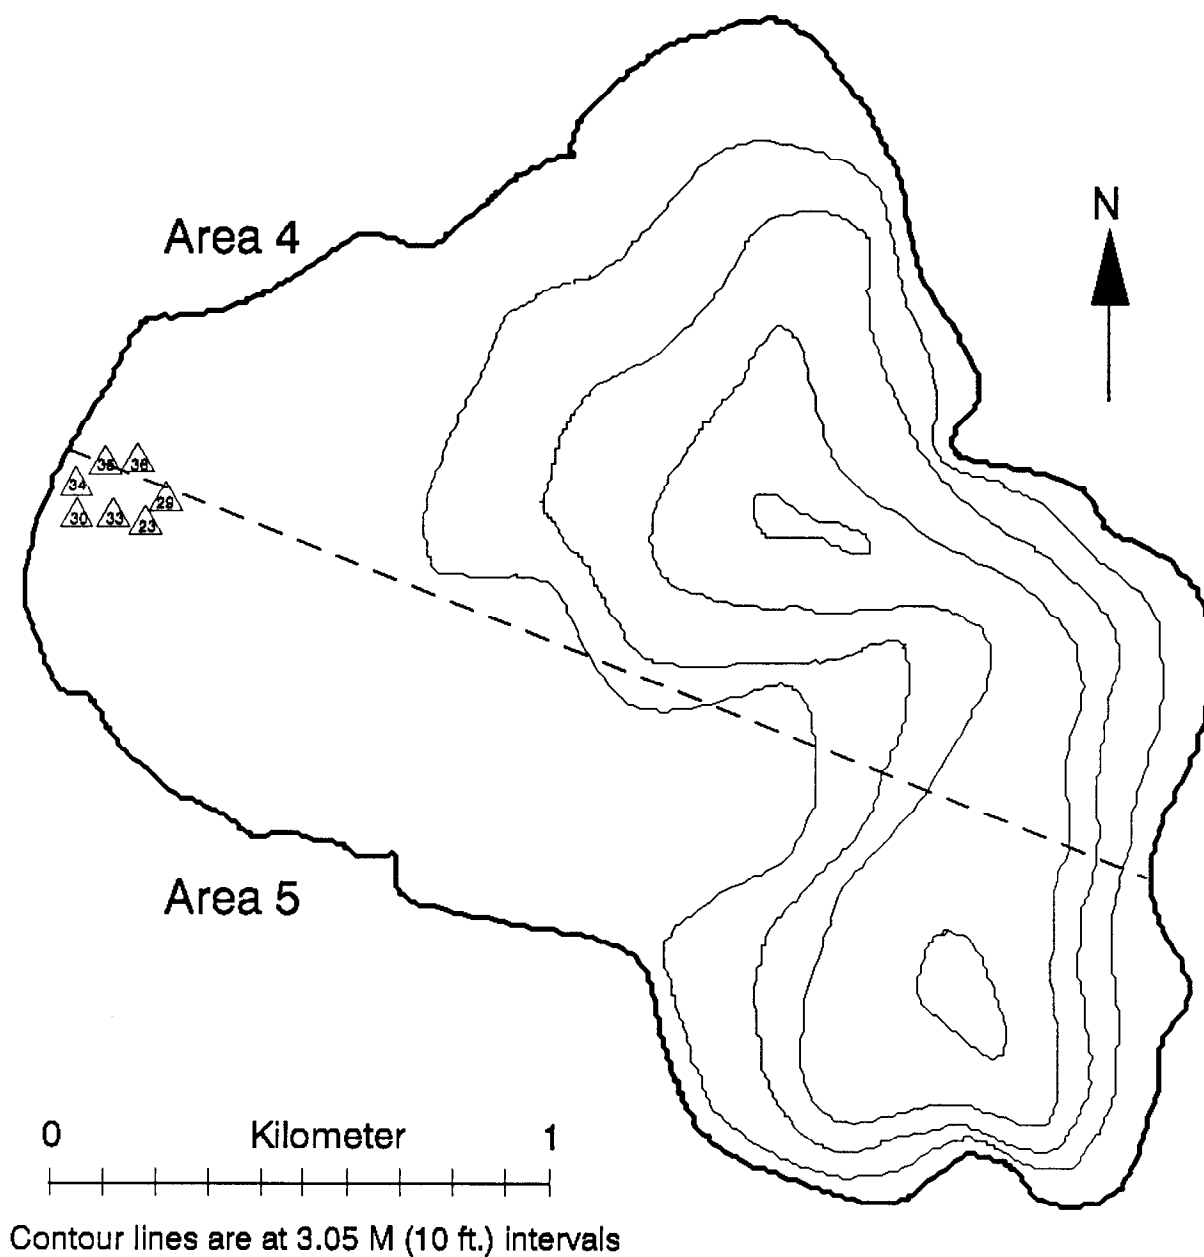 Area 4
N
35 36
34 29
30 33 23
Area 5
0 Kilometer 1
Contour lines are at 3.05 M (10 ft.) intervals